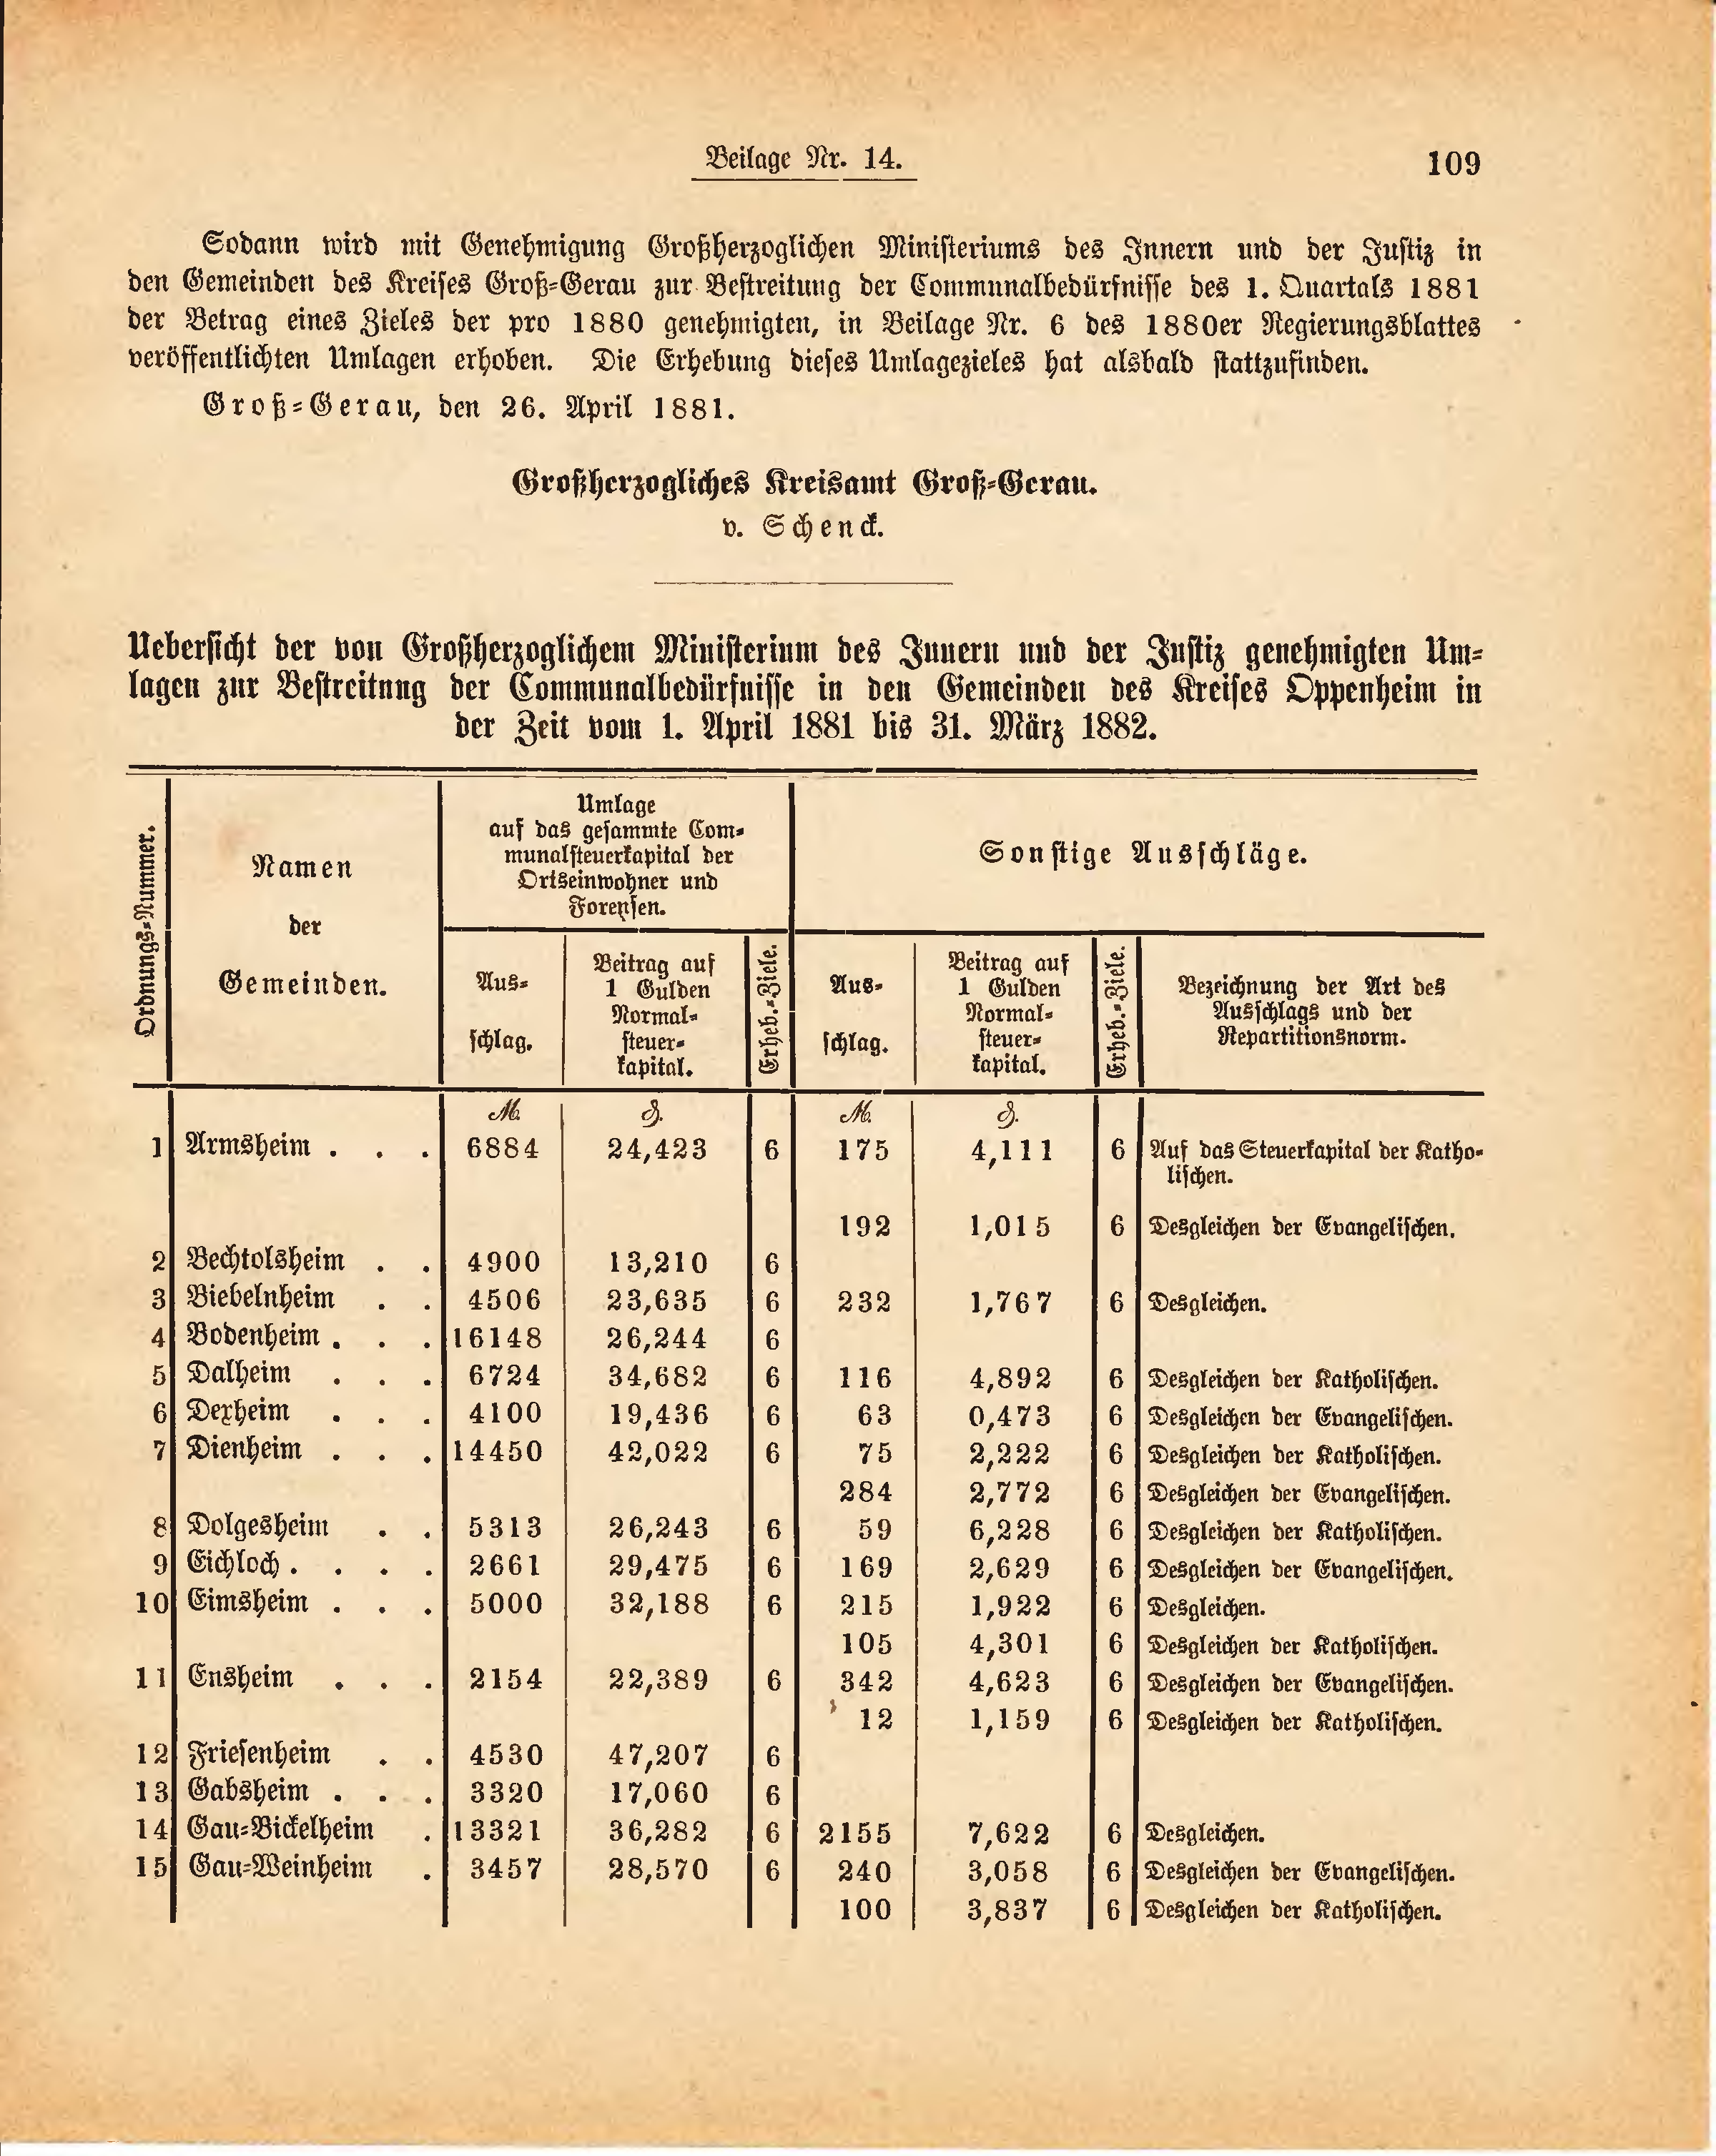 Beilage Nr. 14.
109
Sodann wird mit Genehmigung Großherzoglichen Ministeriums des Innern und der Justiz in
den Gemeinden des Kreises Groß-Gerau zur Bestreitung der Communalbedürfnisse des 1. Quartals 1881
der Betrag eines Zieles der pro 1880 genehmigten, in Beilage Nr. 6 des 1880er Regierungsblattes
veröffentlichten Umlagen erhoben. Die Erhebung dieses Umlagezieles hat alsbald stattzufinden.
Groß-Gerau, den 26. April 1881.
Großherzogliches Kreisamt Groß-Gerau.
v. Schenck.
Uebersicht der von Großherzoglichem Ministerium des Innern und der Justiz genehmigten Um-
lagen zur Bestreitung der Communalbedürfnisse in den Gemeinden des Kreises Oppenheim in
der Zeit vom 1. April 1881 bis 31. März 1882.
Ordnungs-Nummer.
Namen
der
Gemeinden.
Umlage
auf das gesammte Com-
munalsteuerkapital der
Ortseinwohner und
Forensen.
Sonstige Ausschläge.
Aus-
schlag.
Beitrag auf
1 Gulden
Normal-
steuer-
kapital.
Erheb.-Ziele.
Aus-
schlag.
Beitrag auf
1 Gulden
Normal-
steuer-
kapital.
Erheb.-Ziele.
Bezeichnung der Art des
Ausschlags und der
Repartitionsnorm.
M. ₰. M. ₰.
1 Armsheim . . . 6884 24,423 6 175 4,111 6 Auf das Steuerkapital der Katho-
lischen.
192 1,015 6 Desgleichen der Evangelischen.
2 Bechtolsheim . . 4900 13,210 6
3 Biebelnheim . . 4506 23,635 6 232 1,767 6 Desgleichen.
4 Bodenheim . . . 16148 26,244 6
5 Dalheim . . . 6724 34,682 6 116 4,892 6 Desgleichen der Katholischen.
6 Dexheim . . . 4100 19,436 6 63 0,473 6 Desgleichen der Evangelischen.
7 Dienheim . . . 14450 42,022 6 75 2,222 6 Desgleichen der Katholischen.
284 2,772 6 Desgleichen der Evangelischen.
8 Dolgesheim . . 5313 26,243 6 59 6,228 6 Desgleichen der Katholischen.
9 Eichloch . . . . 2661 29,475 6 169 2,629 6 Desgleichen der Evangelischen.
10 Eimsheim . . . 5000 32,188 6 215 1,922 6 Desgleichen.
105 4,301 6 Desgleichen der Katholischen.
11 Ensheim . . . 2154 22,389 6 342 4,623 6 Desgleichen der Evangelischen.
12 1,159 6 Desgleichen der Katholischen.
12 Friesenheim . . 4530 47,207 6
13 Gabsheim . . . 3320 17,060 6
14 Gau-Bickelheim . 13321 36,282 6 2155 7,622 6 Desgleichen.
15 Gau-Weinheim . 3457 28,570 6 240 3,058 6 Desgleichen der Evangelischen.
100 3,837 6 Desgleichen der Katholischen.